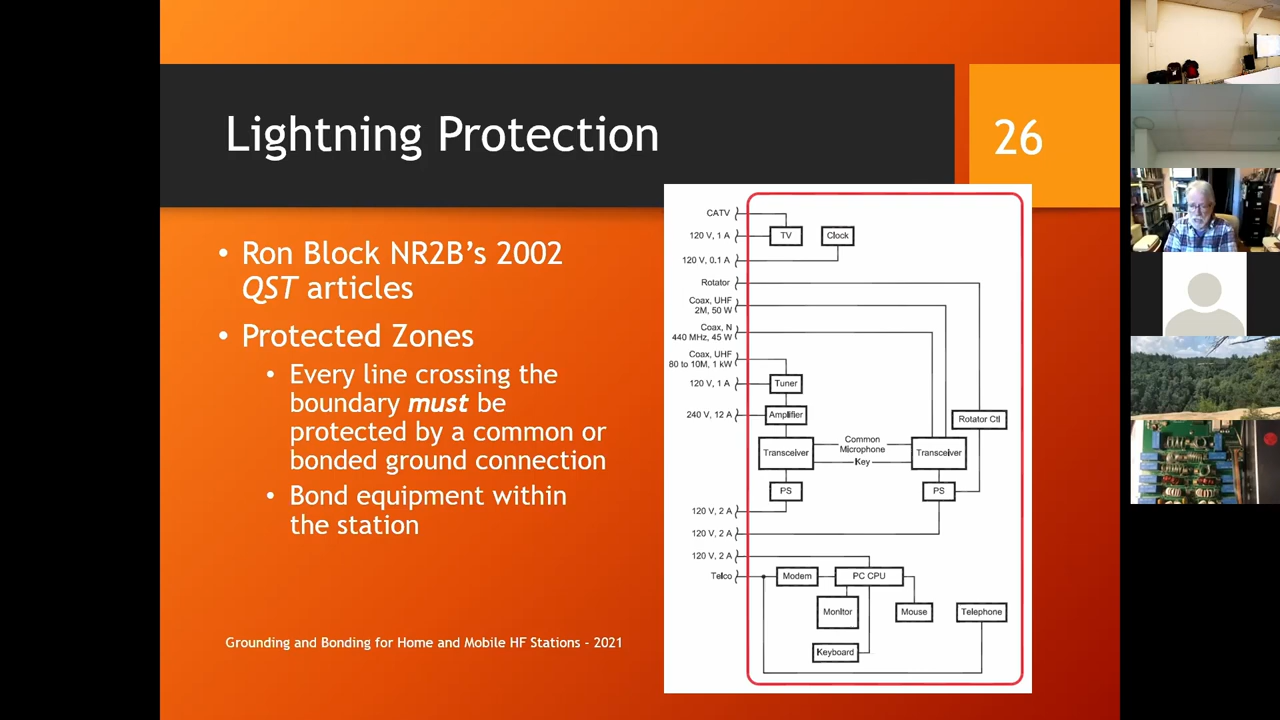 Lightning Protection
26
• Ron Block NR2B’s 2002
QST articles
• Protected Zones
• Every line crossing the
boundary must be
protected by a common or
bonded ground connection
• Bond equipment within
the station
Grounding and Bonding for Home and Mobile HF Stations - 2021
CATV
120 V, 1 A
TV
Clock
120 V, 0.1 A
Rotator
Coax, UHF
2M, 50 W
Coax, N
440 MHz, 45 W
Coax, UHF
80 to 10M, 1 kW
120 V, 1 A
Tuner
240 V, 12 A
Amplifier
Rotator Ctl
Transceiver
Common
Microphone
Key
Transceiver
PS
PS
120 V, 2 A
120 V, 2 A
120 V, 2 A
Telco
Modem
PC CPU
Monitor
Mouse
Telephone
Keyboard